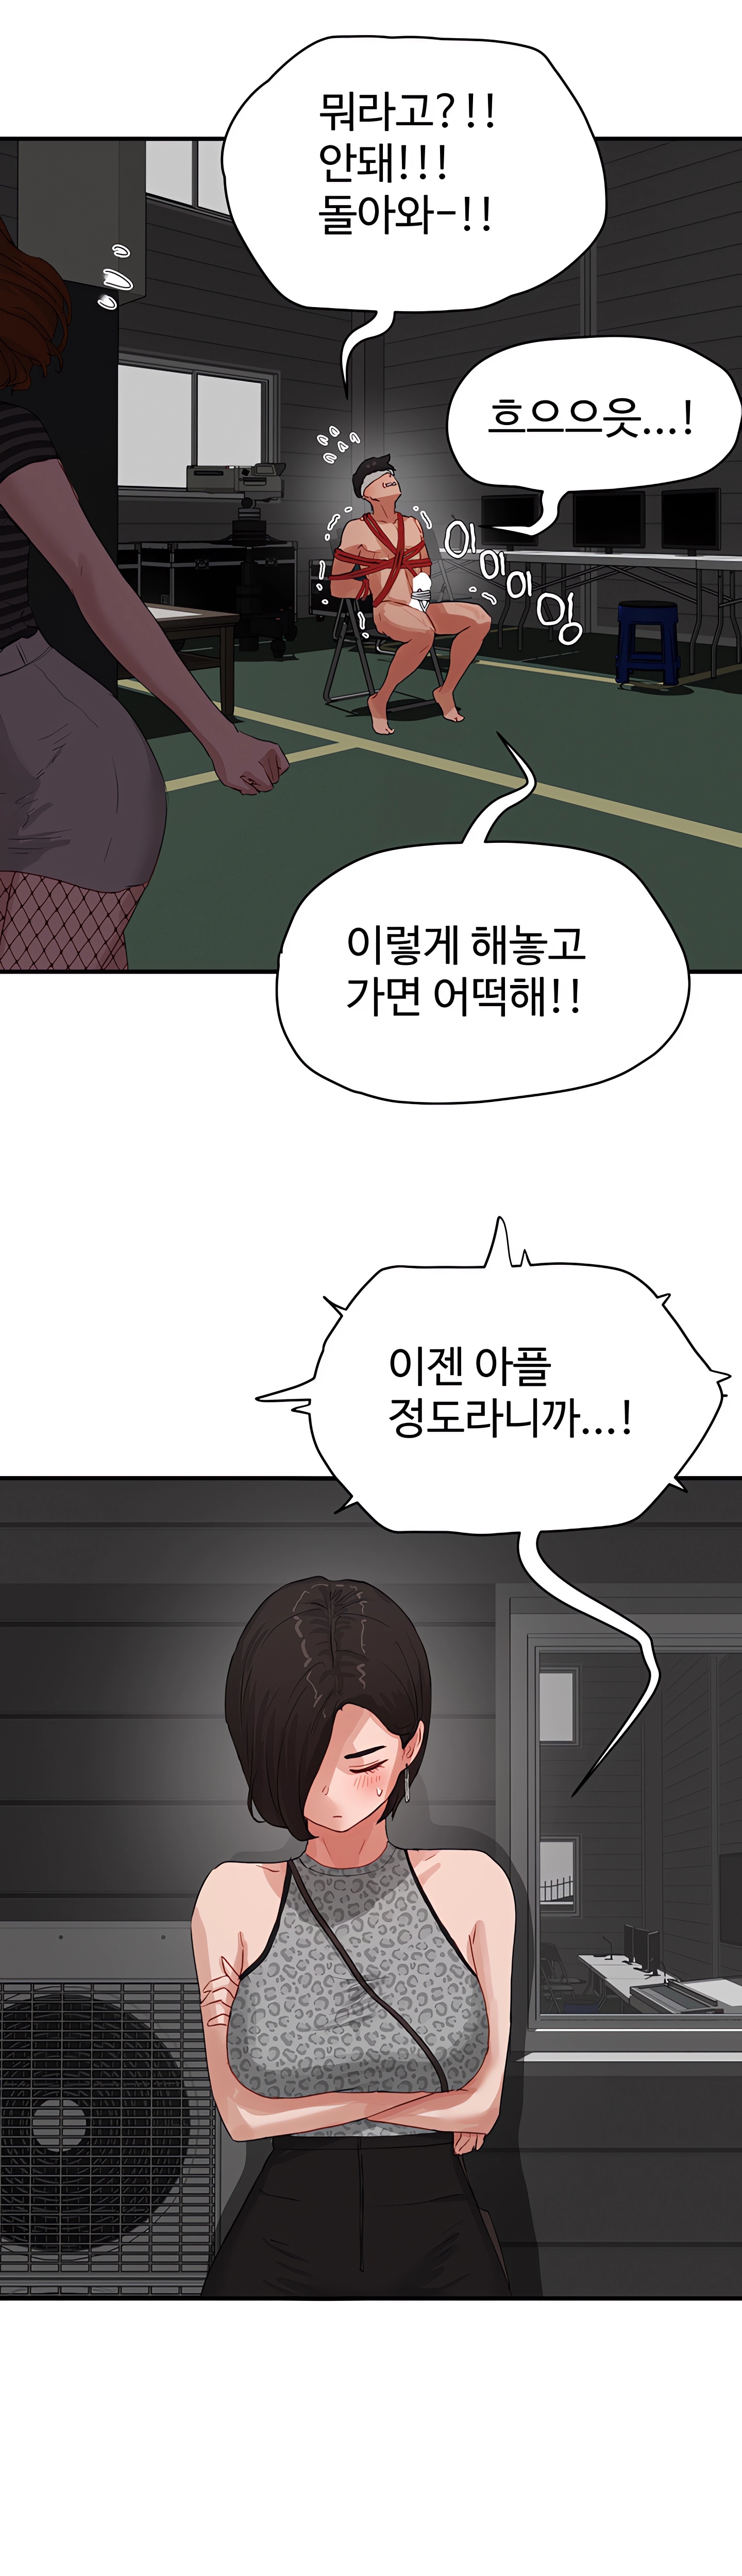 뭐라고?!!
안돼!!!
돌아와-!!
흐으으읏...!
이이이잉
이렇게 해놓고
가면 어떡해!!
이젠 아플
정도라니까...!